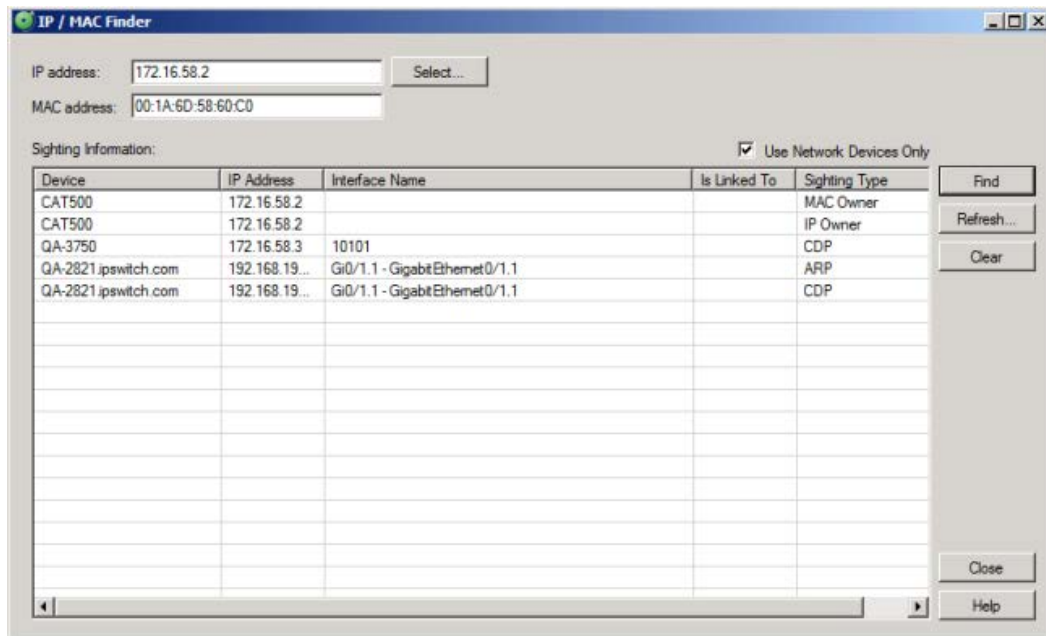 IP / MAC Finder
IP address: 172.16.58.2 Select...
MAC address: 00:1A:6D:58:60:C0
Sighting Information: Use Network Devices Only
Device IP Address Interface Name Is Linked To Sighting Type Find
CAT500 172.16.58.2 MAC Owner
CAT500 172.16.58.2 IP Owner Refresh...
QA-3750 172.16.58.3 10101 CDP Clear
QA-2821.ipswitch.com 192.168.19... Gi0/1.1 - GigabitEthernet0/1.1 ARP
QA-2821.ipswitch.com 192.168.19... Gi0/1.1 - GigabitEthernet0/1.1 CDP
Close
Help